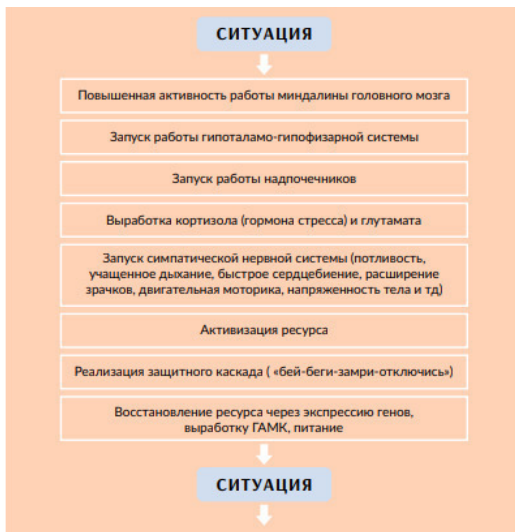 СИТУАЦИЯ
Повышенная активность работы миндалины головного мозга
Запуск работы гипоталамо-гипофизарной системы
Запуск работы надпочечников
Выработка кортизола (гормона стресса) и глутамата
Запуск симпатической нервной системы (потливость,
учащенное дыхание, быстрое сердцебиение, расширение
зрачков, двигательная моторика, напряженность тела и тд)
Активизация ресурса
Реализация защитного каскада ( «бей-беги-замри-отключись»)
Восстановление ресурса через экспрессию генов,
выработку ГАМК, питание
СИТУАЦИЯ